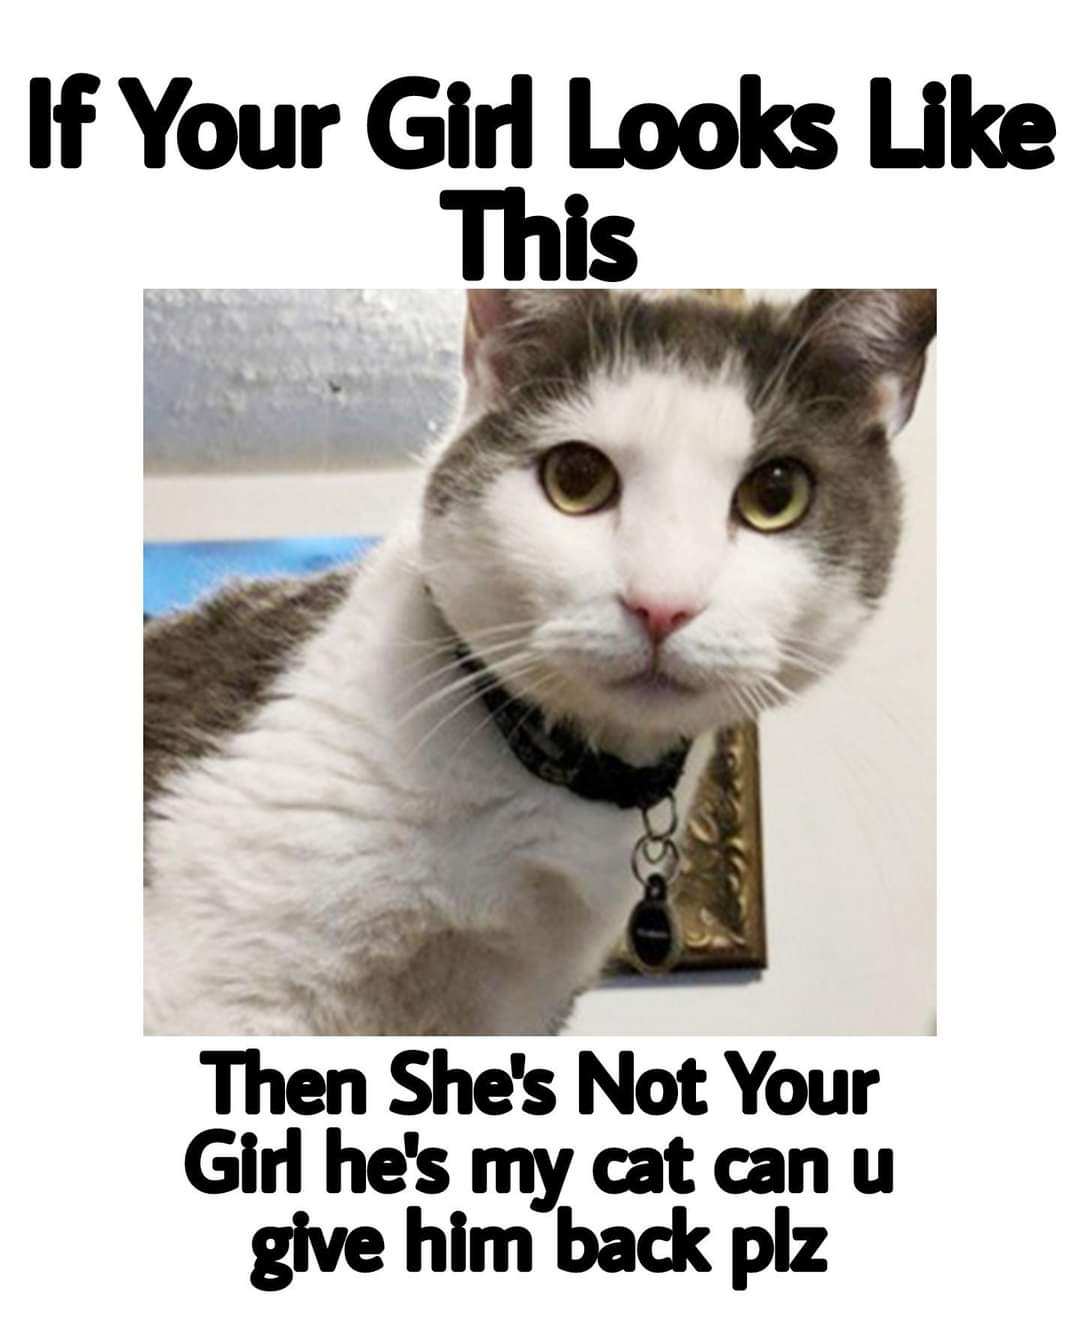 If Your Girl Looks Like
This
Then She's Not Your
Girl he's my cat can u
give him back plz